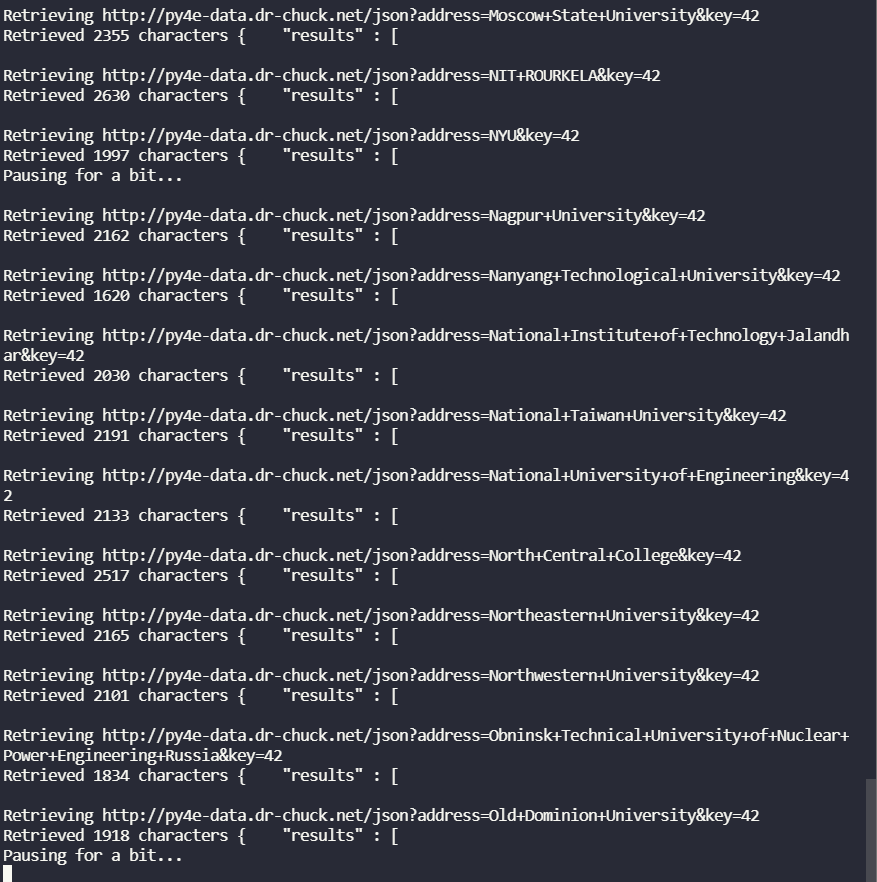 Retrieving http://py4e-data.dr-chuck.net/json?address=Moscow+State+University&key=42
Retrieved 2355 characters {    "results" : [

Retrieving http://py4e-data.dr-chuck.net/json?address=NIT+ROURKELA&key=42
Retrieved 2630 characters {    "results" : [

Retrieving http://py4e-data.dr-chuck.net/json?address=NYU&key=42
Retrieved 1997 characters {    "results" : [
Pausing for a bit...

Retrieving http://py4e-data.dr-chuck.net/json?address=Nagpur+University&key=42
Retrieved 2162 characters {    "results" : [

Retrieving http://py4e-data.dr-chuck.net/json?address=Nanyang+Technological+University&key=42
Retrieved 1620 characters {    "results" : [

Retrieving http://py4e-data.dr-chuck.net/json?address=National+Institute+of+Technology+Jalandh
ar&key=42
Retrieved 2030 characters {    "results" : [

Retrieving http://py4e-data.dr-chuck.net/json?address=National+Taiwan+University&key=42
Retrieved 2191 characters {    "results" : [

Retrieving http://py4e-data.dr-chuck.net/json?address=National+University+of+Engineering&key=4
2
Retrieved 2133 characters {    "results" : [

Retrieving http://py4e-data.dr-chuck.net/json?address=North+Central+College&key=42
Retrieved 2517 characters {    "results" : [

Retrieving http://py4e-data.dr-chuck.net/json?address=Northeastern+University&key=42
Retrieved 2165 characters {    "results" : [

Retrieving http://py4e-data.dr-chuck.net/json?address=Northwestern+University&key=42
Retrieved 2101 characters {    "results" : [

Retrieving http://py4e-data.dr-chuck.net/json?address=Obninsk+Technical+University+of+Nuclear+
Power+Engineering+Russia&key=42
Retrieved 1834 characters {    "results" : [

Retrieving http://py4e-data.dr-chuck.net/json?address=Old+Dominion+University&key=42
Retrieved 1918 characters {    "results" : [
Pausing for a bit...